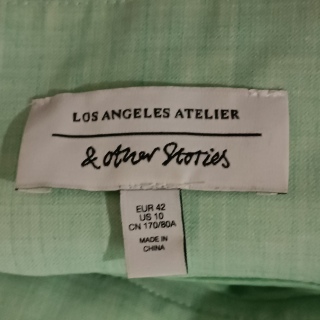 LOS ANGELES ATELIER
& other Stories
EUR 42
US 10
CN 170/80A
MADE IN
CHINA